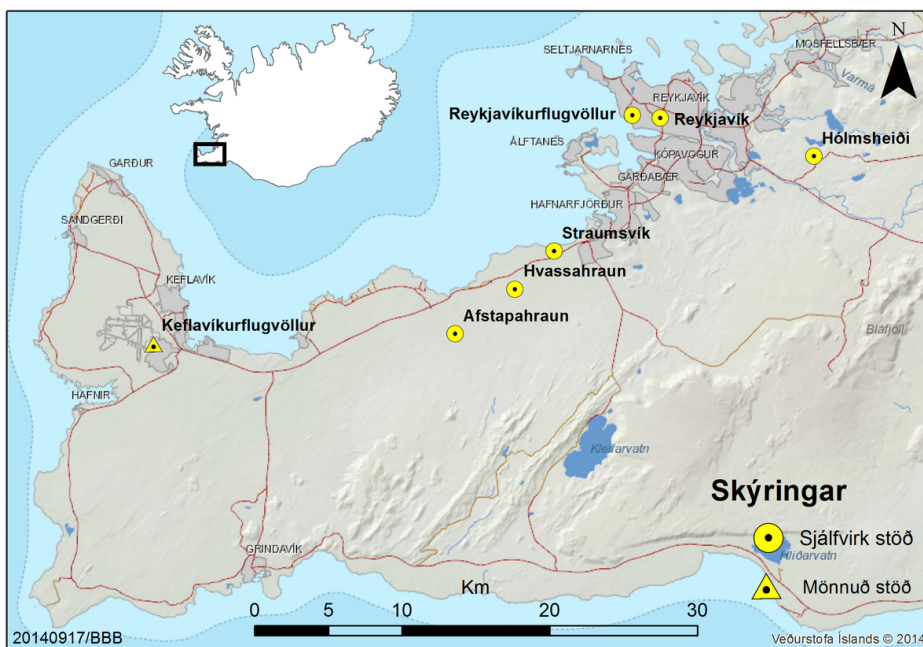 N
MOSFELLSBÆR
SELTJARNARNES
Varmá
REYKJAVÍK
Reykjavíkurflugvöllur
Reykjavík
Hólmsheiði
ÁLFTANES
KÓPAVOGUR
GARÐABÆR
GARÐUR
HAFNARFJÖRÐUR
SANDGERÐI
Straumsvík
Hvassahraun
KEFLAVÍK
Afstapahraun
Keflavíkurflugvöllur
Bláfjöll
HAFNIR
Kleifarvatn
Skýringar
Sjálfvirk stöð
Hlíðarvatn
GRINDAVÍK
Mönnuð stöð
Km
0 5 10 20 30
20140917/BBB
Veðurstofa Íslands © 2014